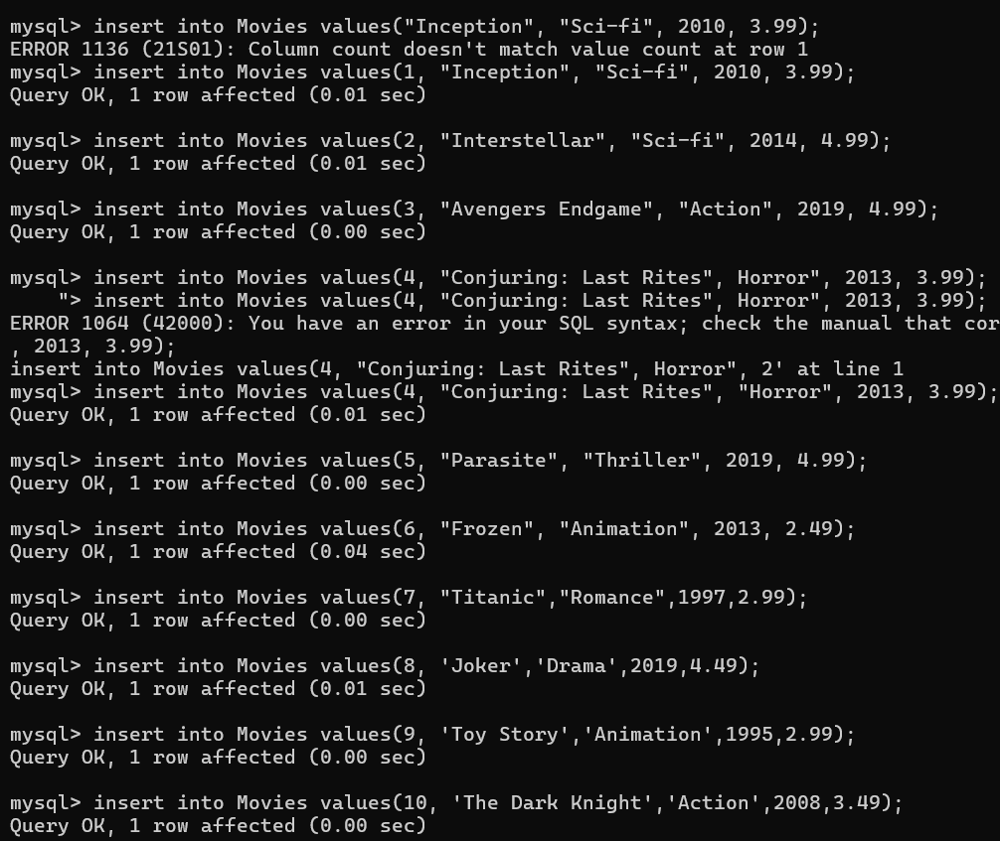 mysql> insert into Movies values("Inception", "Sci-fi", 2010, 3.99);
ERROR 1136 (21S01): Column count doesn't match value count at row 1
mysql> insert into Movies values(1, "Inception", "Sci-fi", 2010, 3.99);
Query OK, 1 row affected (0.01 sec)
mysql> insert into Movies values(2, "Interstellar", "Sci-fi", 2014, 4.99);
Query OK, 1 row affected (0.01 sec)
mysql> insert into Movies values(3, "Avengers Endgame", "Action", 2019, 4.99);
Query OK, 1 row affected (0.00 sec)
mysql> insert into Movies values(4, "Conjuring: Last Rites", Horror", 2013, 3.99);
    "> insert into Movies values(4, "Conjuring: Last Rites", Horror", 2013, 3.99);
ERROR 1064 (42000): You have an error in your SQL syntax; check the manual that cor
, 2013, 3.99);
insert into Movies values(4, "Conjuring: Last Rites", Horror", 2' at line 1
mysql> insert into Movies values(4, "Conjuring: Last Rites", "Horror", 2013, 3.99);
Query OK, 1 row affected (0.01 sec)
mysql> insert into Movies values(5, "Parasite", "Thriller", 2019, 4.99);
Query OK, 1 row affected (0.00 sec)
mysql> insert into Movies values(6, "Frozen", "Animation", 2013, 2.49);
Query OK, 1 row affected (0.04 sec)
mysql> insert into Movies values(7, "Titanic","Romance",1997,2.99);
Query OK, 1 row affected (0.00 sec)
mysql> insert into Movies values(8, 'Joker','Drama',2019,4.49);
Query OK, 1 row affected (0.01 sec)
mysql> insert into Movies values(9, 'Toy Story','Animation',1995,2.99);
Query OK, 1 row affected (0.00 sec)
mysql> insert into Movies values(10, 'The Dark Knight','Action',2008,3.49);
Query OK, 1 row affected (0.00 sec)